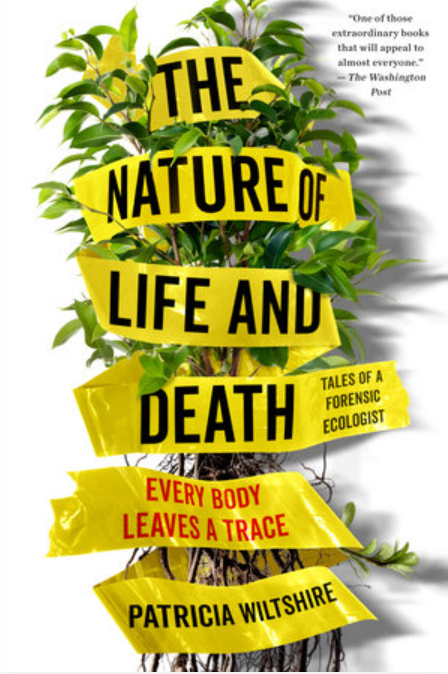 "One of those
extraordinary books
that will appeal to
almost everyone."
— The Washington
Post
THE
NATURE OF
LIFE AND
DEATH
TALES OF A
FORENSIC
ECOLOGIST
EVERY BODY
LEAVES A TRACE
PATRICIA WILTSHIRE